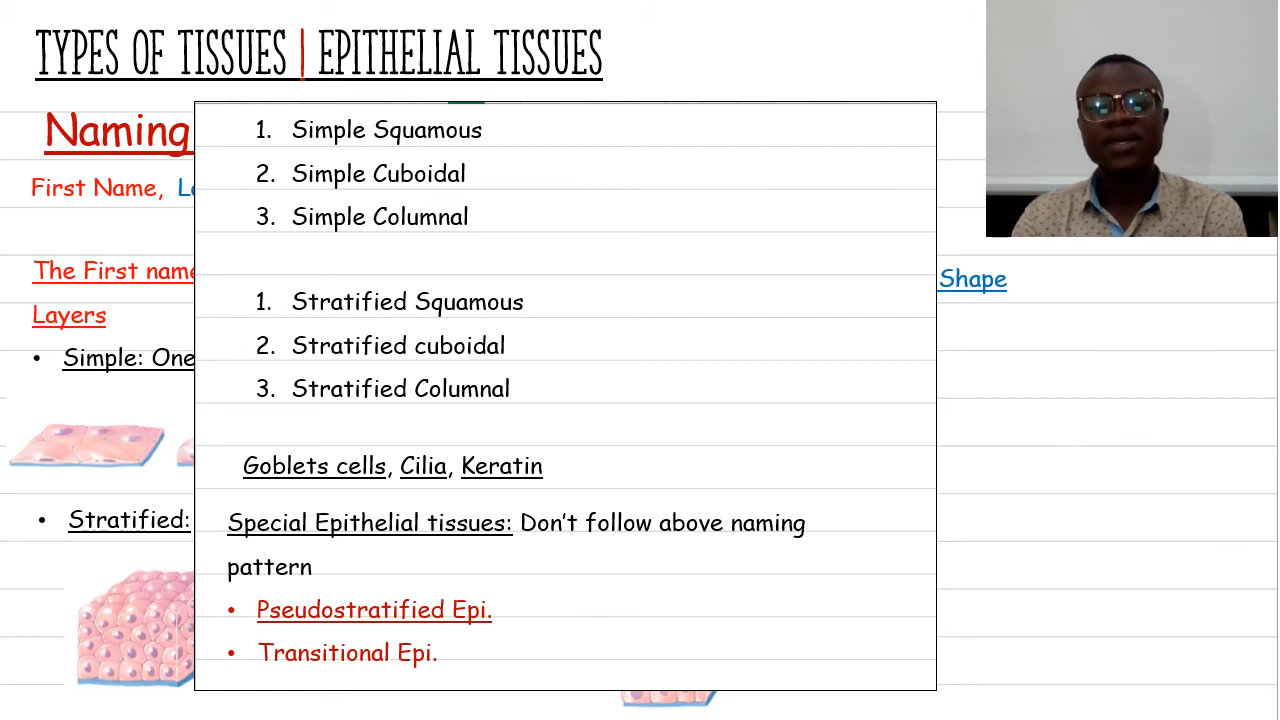 TYPES OF TISSUES | EPITHELIAL TISSUES
Naming
First Name,
The First name
Layers
Simple: One
Stratified:
1. Simple Squamous
2. Simple Cuboidal
3. Simple Columnal
1. Stratified Squamous
2. Stratified cuboidal
3. Stratified Columnal
Goblets cells, Cilia, Keratin
Special Epithelial tissues: Don't follow above naming
pattern
• Pseudostratified Epi.
• Transitional Epi.
Shape